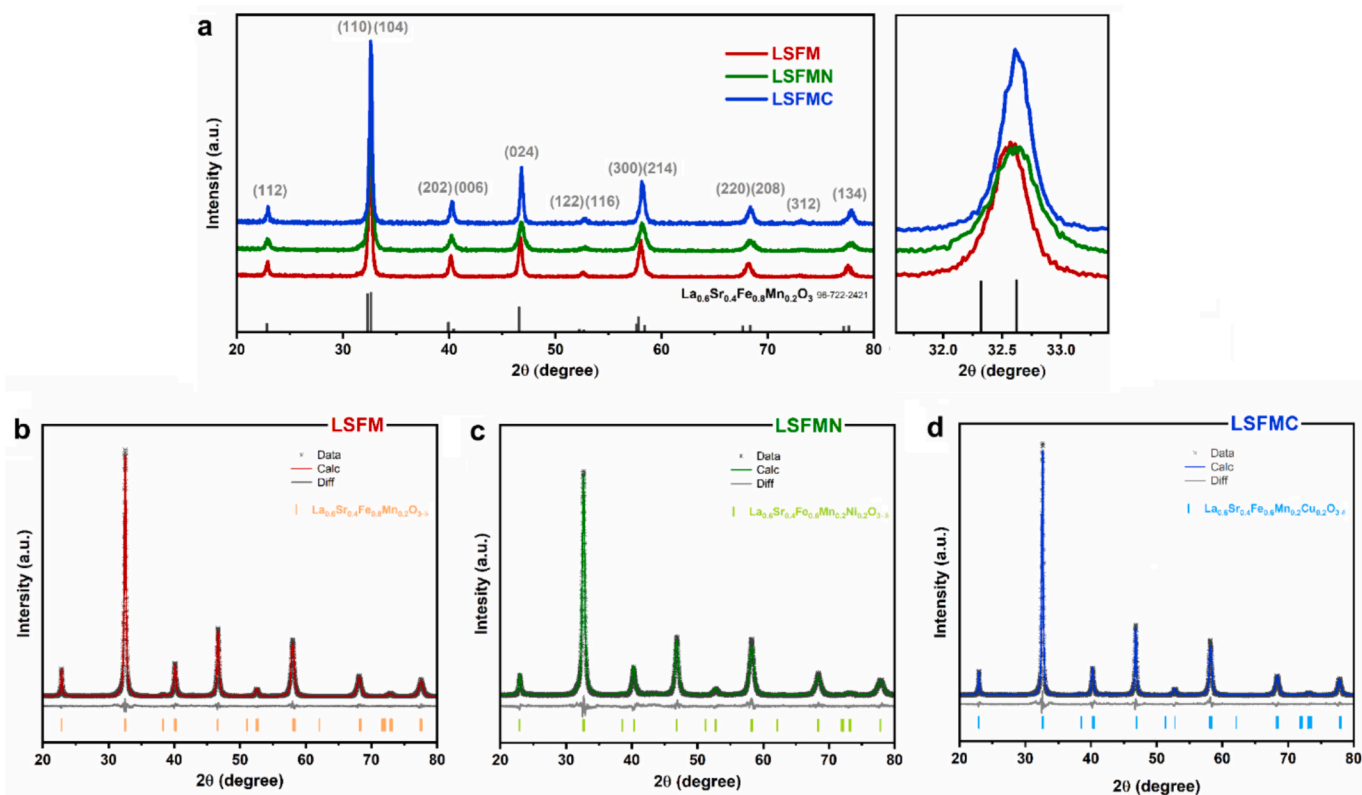 a
(110)(104)
LSFM
LSFMN
LSFMC
(112)
(202)(006)
(024)
(122)(116)
(300)(214)
(220)(208)
(312)
(134)
La0.6Sr0.4Fe0.8Mn0.2O3 96-722-2421
Intensity (a.u.)
20 30 40 50 60 70 80
2θ (degree)
32.0 32.5 33.0
2θ (degree)
b
LSFM
× Data
Calc
Diff
La0.6Sr0.4Fe0.8Mn0.2O3-δ
Intersity (a.u.)
20 30 40 50 60 70 80
2θ (degree)
c
LSFMN
× Data
Calc
Diff
La0.6Sr0.4Fe0.6Mn0.2Ni0.2O3-δ
Intesity (a.u.)
20 30 40 50 60 70 80
2θ (degree)
d
LSFMC
× Data
Calc
Diff
La0.6Sr0.4Fe0.6Mn0.2Cu0.2O3-δ
Intensity (a.u.)
20 30 40 50 60 70 80
2θ (degree)